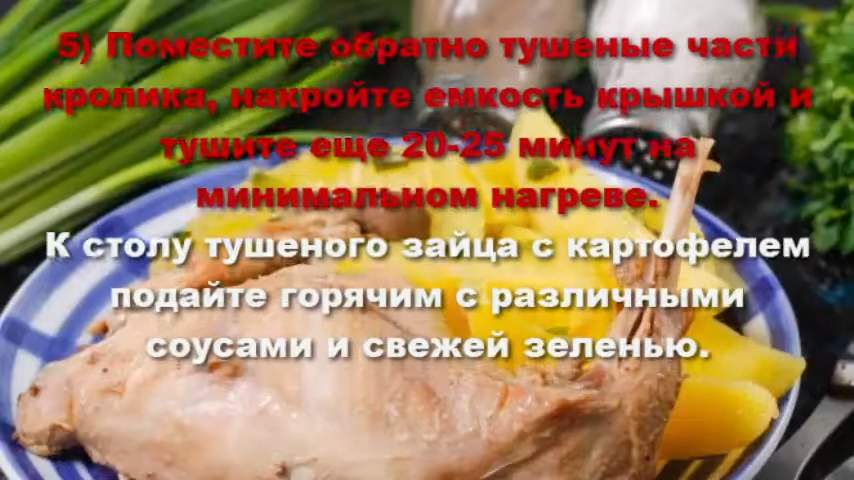 5) Поместите обратно тушеные части
кролика, накройте емкость крышкой и
тушите еще 20-25 минут на
минимальном нагреве.
К столу тушеного зайца с картофелем
подайте горячим с различными
соусами и свежей зеленью.